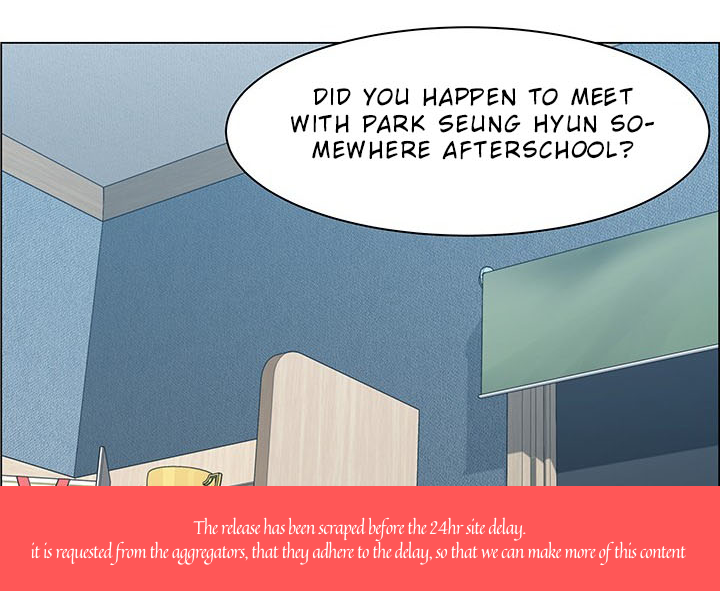 DID YOU HAPPEN TO MEET
WITH PARK SEUNG HYUN SO-
MEWHERE AFTERSCHOOL?
The release has been scraped before the 24hr site delay.
it is requested from the aggregators, that they adhere to the delay, so that we can make more of this content